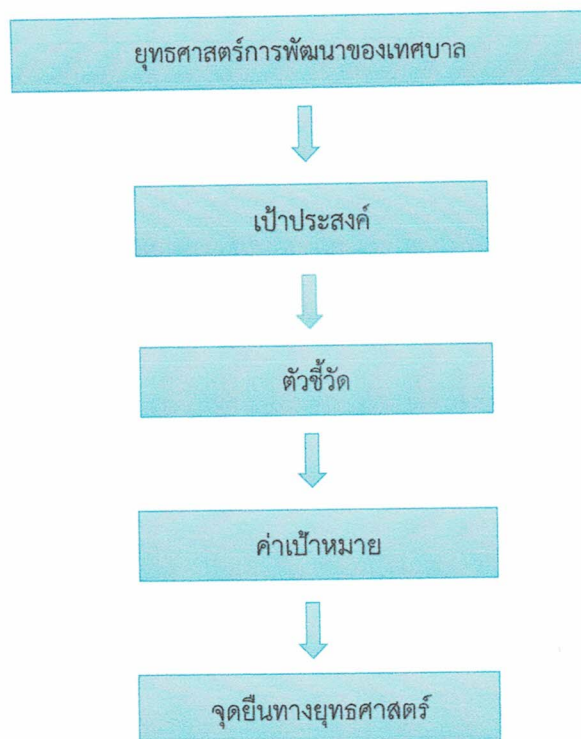 ยุทธศาสตร์การพัฒนาของเทศบาล
เป้าประสงค์
ตัวชี้วัด
ค่าเป้าหมาย
จุดยืนทางยุทธศาสตร์